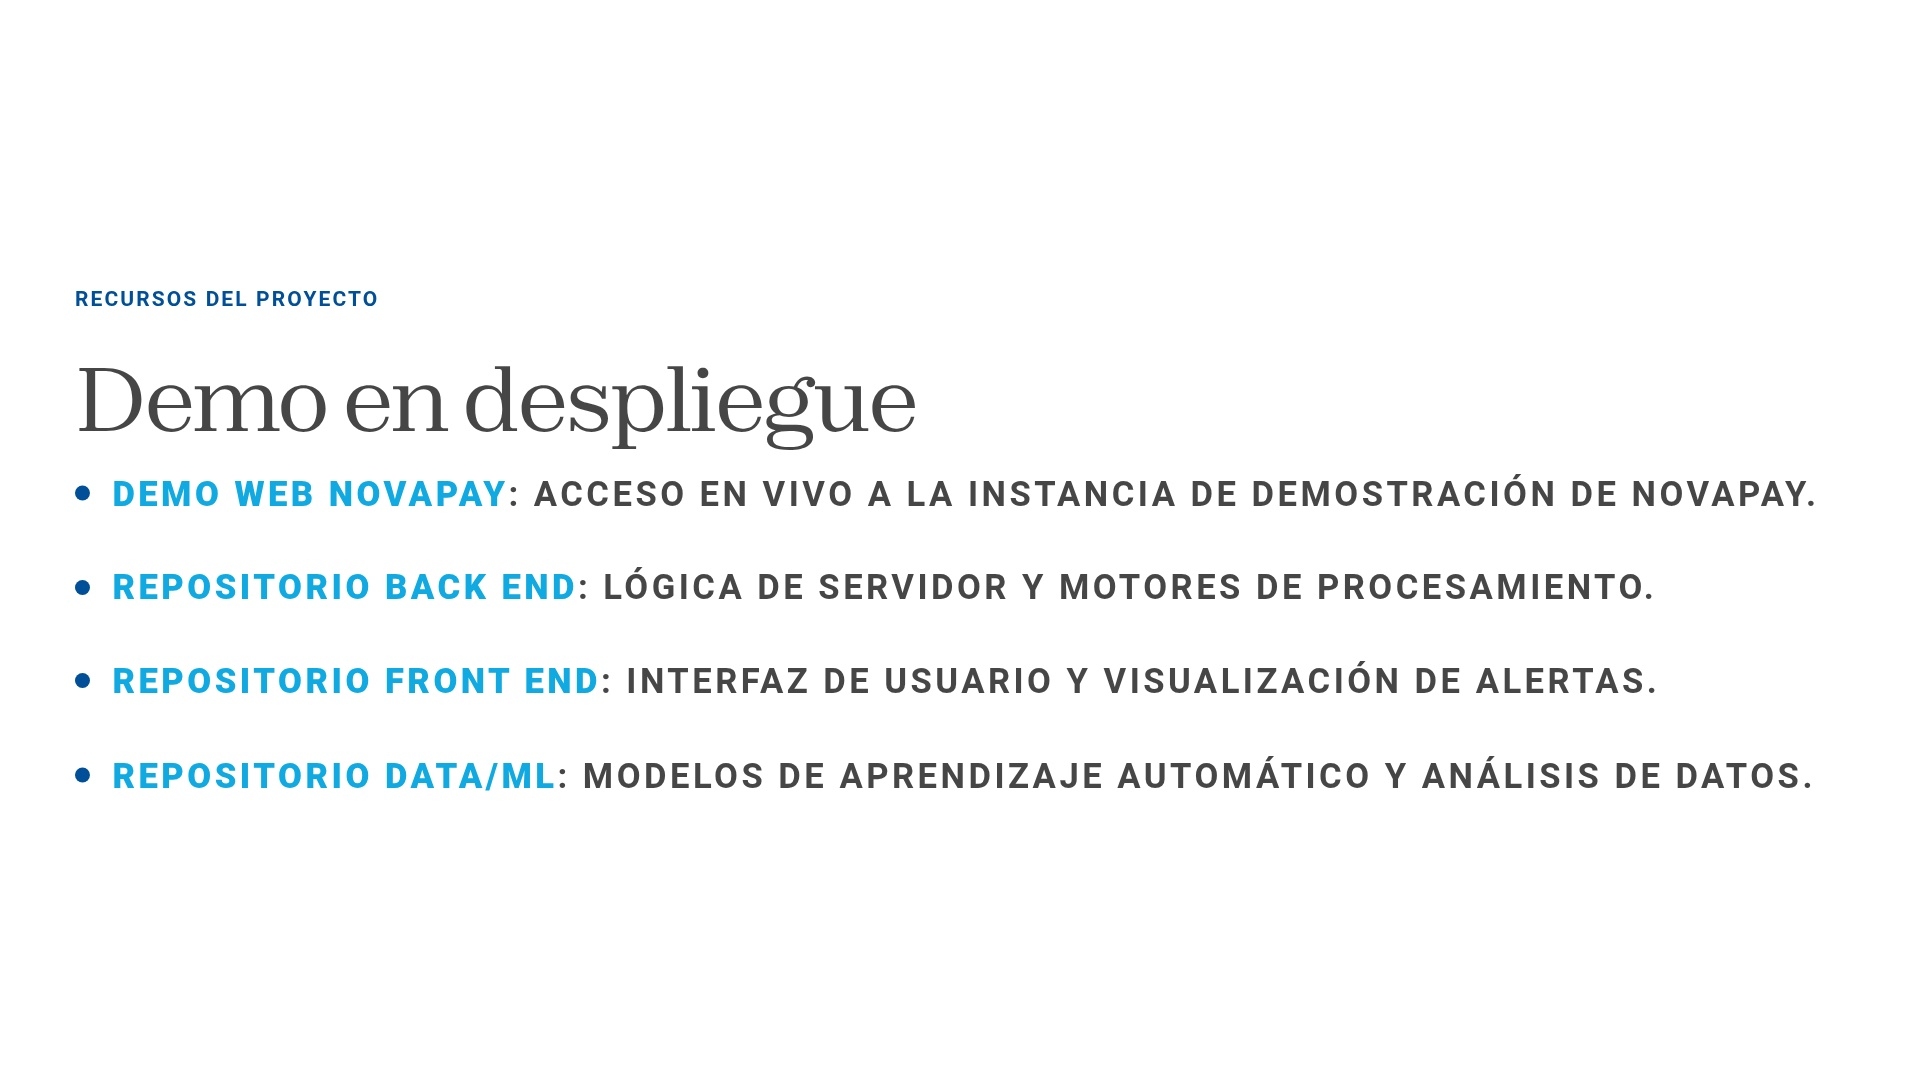 RECURSOS DEL PROYECTO
Demo en despliegue
• DEMO WEB NOVAPAY: ACCESO EN VIVO A LA INSTANCIA DE DEMOSTRACIÓN DE NOVAPAY.
• REPOSITORIO BACK END: LÓGICA DE SERVIDOR Y MOTORES DE PROCESAMIENTO.
• REPOSITORIO FRONT END: INTERFAZ DE USUARIO Y VISUALIZACIÓN DE ALERTAS.
• REPOSITORIO DATA/ML: MODELOS DE APRENDIZAJE AUTOMÁTICO Y ANÁLISIS DE DATOS.